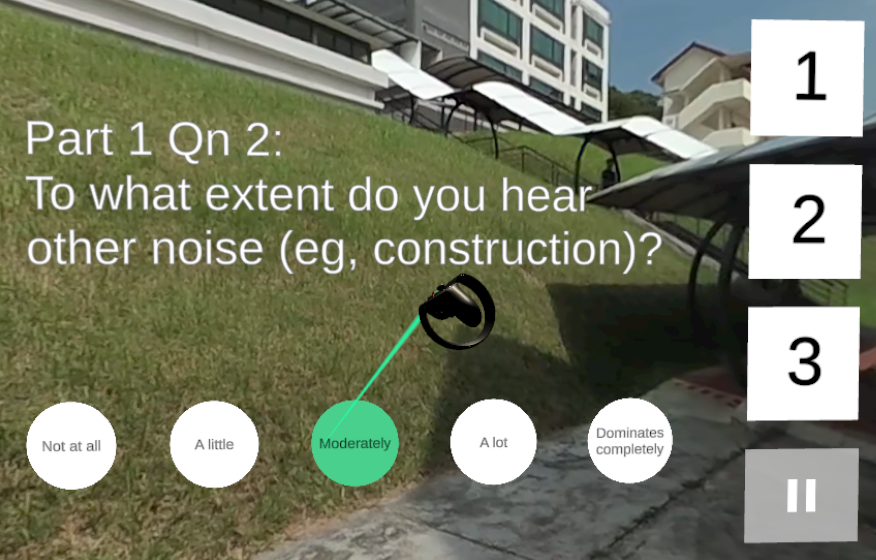 Part 1 Qn 2:
To what extent do you hear
other noise (eg, construction)?
Not at all
A little
Moderately
A lot
Dominates
completely
1
2
3